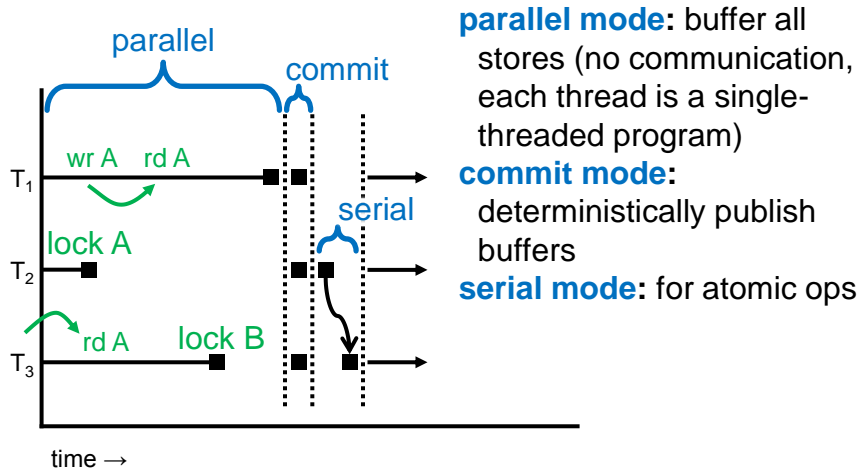 parallel
commit
wr A
rd A
T1
serial
lock A
T2
rd A
lock B
T3
time →
parallel mode: buffer all
stores (no communication,
each thread is a single-
threaded program)
commit mode:
deterministically publish
buffers
serial mode: for atomic ops